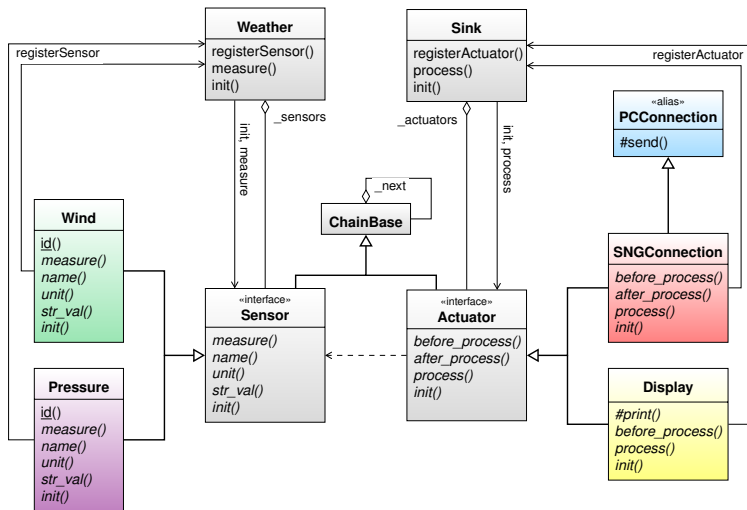 Weather
registerSensor()
measure()
init()
Sink
registerActuator()
process()
init()
registerSensor
registerActuator
_sensors
_actuators
init, measure
init, process
«alias»
PCConnection
#send()
_next
ChainBase
Wind
id()
measure()
name()
unit()
str_val()
init()
«interface»
Sensor
measure()
name()
unit()
str_val()
init()
«interface»
Actuator
before_process()
after_process()
process()
init()
SNGConnection
before_process()
after_process()
process()
init()
Pressure
id()
measure()
name()
unit()
str_val()
init()
Display
#print()
before_process()
process()
init()